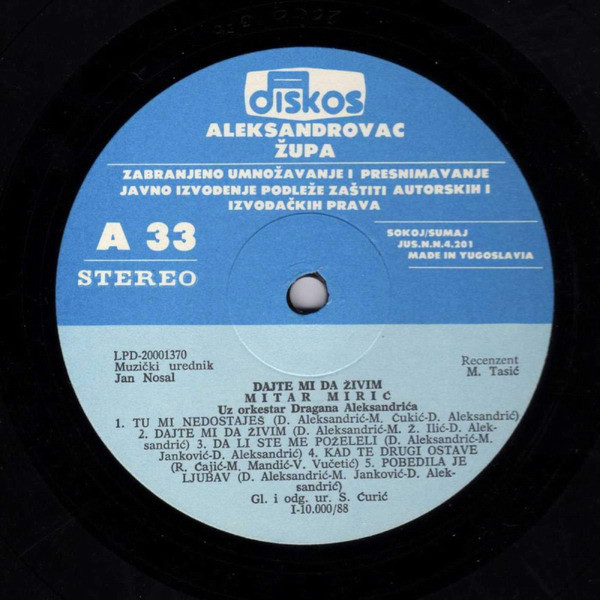 diskos
ALEKSANDROVAC
ŽUPA
ZABRANJENO UMNOŽAVANJE I PRESNIMAVANJE
JAVNO IZVOĐENJE PODLEŽE ZAŠTITI AUTORSKIH I
IZVOĐAČKIH PRAVA
A 33
STEREO
SOKOJ/SUMAJ
JUS.N.N.4.201
MADE IN YUGOSLAVIA
LPD-20001370
Muzički urednik
Jan Nosal
Recenzent
M. Tasić
DAJTE MI DA ŽIVIM
MITAR MIRIĆ
Uz orkestar Dragana Aleksandrića
1. TU MI NEDOSTAJEŠ (D. Aleksandrić-M. Ćukić-D. Aleksandrić)
2. DAJTE MI DA ŽIVIM (D. Aleksandrić-M. Ž. Ilić-D. Alek-
sandrić) 3. DA LI STE ME POŽELELI (D. Aleksandrić-M.
Janković-D. Aleksandrić) 4. KAD TE DRUGI OSTAVE
(R. Čajić-M. Mandić-V. Vučetić) 5. POBEDILA JE
LJUBAV (D. Aleksandrić-M. Janković-D. Alek-
sandrić)
Gl. i odg. ur. S. Ćurić
I-10.000/88